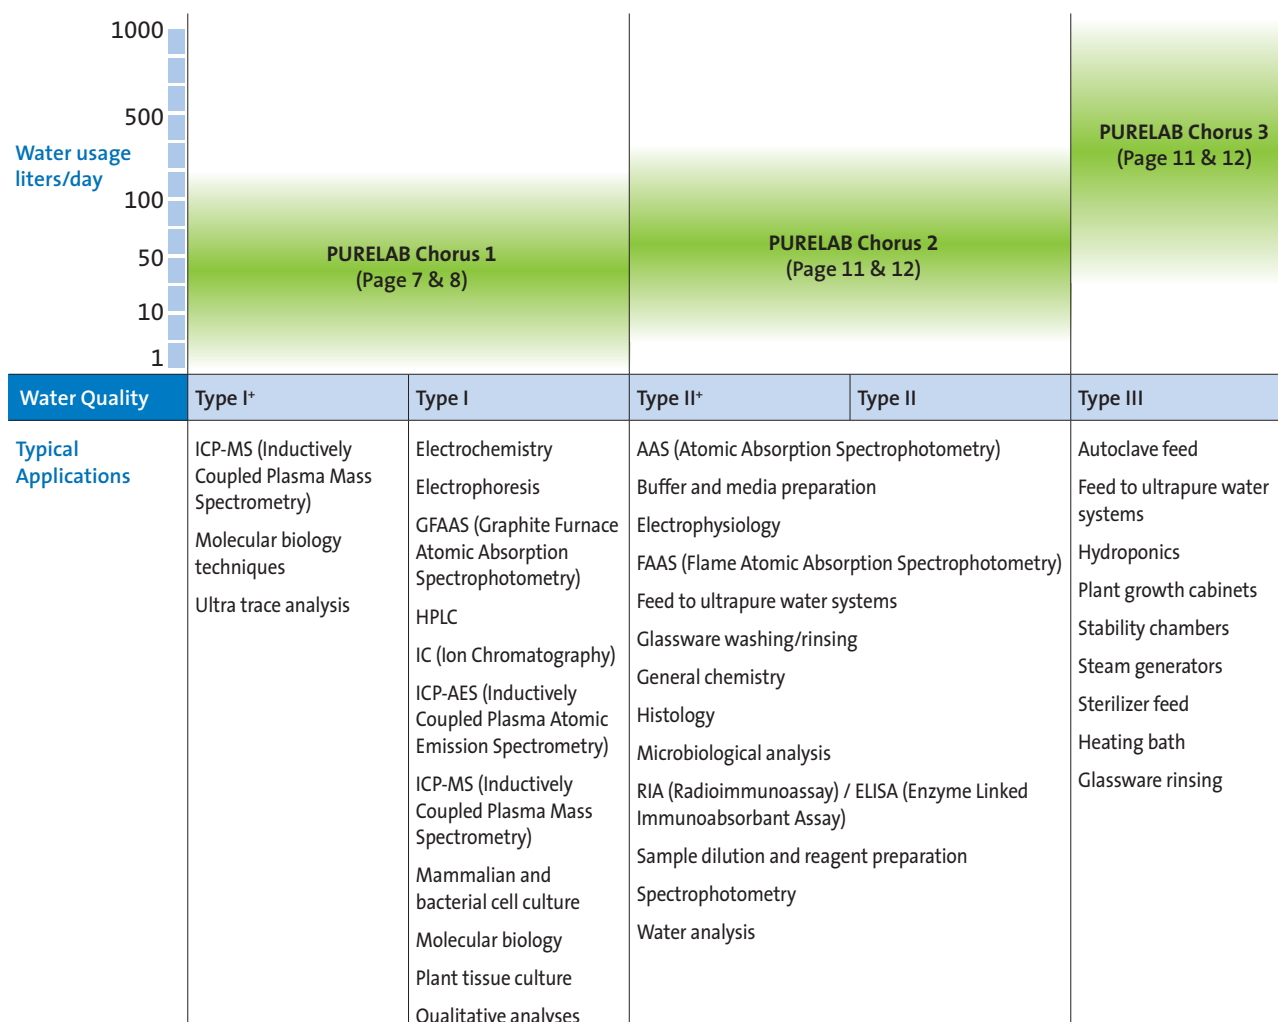 1000
500
Water usage
liters/day
100
50
10
1
PURELAB Chorus 1
(Page 7 & 8)
PURELAB Chorus 2
(Page 11 & 12)
PURELAB Chorus 3
(Page 11 & 12)
Water Quality
Type I+
Type I
Type II+
Type II
Type III
Typical
Applications
ICP-MS (Inductively
Coupled Plasma Mass
Spectrometry)
Molecular biology
techniques
Ultra trace analysis
Electrochemistry
Electrophoresis
GFAAS (Graphite Furnace
Atomic Absorption
Spectrophotometry)
HPLC
IC (Ion Chromatography)
ICP-AES (Inductively
Coupled Plasma Atomic
Emission Spectrometry)
ICP-MS (Inductively
Coupled Plasma Mass
Spectrometry)
Mammalian and
bacterial cell culture
Molecular biology
Plant tissue culture
Qualitative analyses
AAS (Atomic Absorption Spectrophotometry)
Buffer and media preparation
Electrophysiology
FAAS (Flame Atomic Absorption Spectrophotometry)
Feed to ultrapure water systems
Glassware washing/rinsing
General chemistry
Histology
Microbiological analysis
RIA (Radioimmunoassay) / ELISA (Enzyme Linked
Immunoabsorbant Assay)
Sample dilution and reagent preparation
Spectrophotometry
Water analysis
Autoclave feed
Feed to ultrapure water
systems
Hydroponics
Plant growth cabinets
Stability chambers
Steam generators
Sterilizer feed
Heating bath
Glassware rinsing